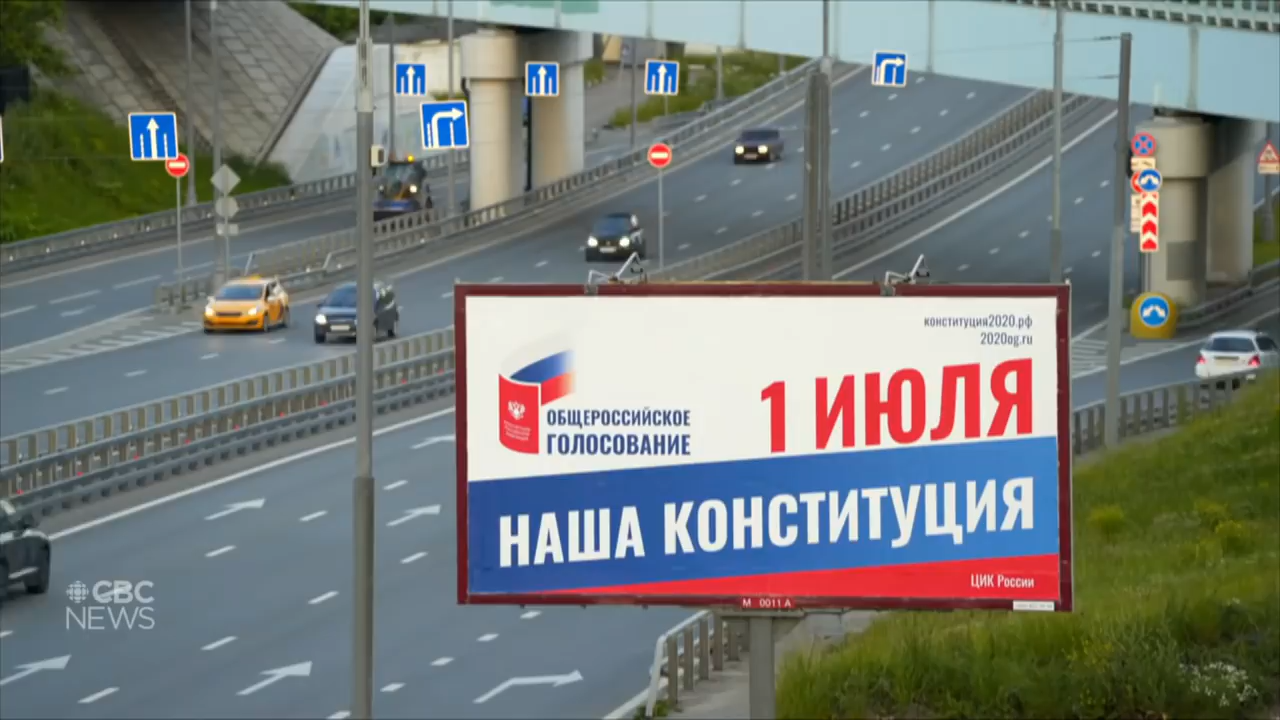 конституция2020.рф
2020og.ru
1 ИЮЛЯ
ОБЩЕРОССИЙСКОЕ
ГОЛОСОВАНИЕ
НАША КОНСТИТУЦИЯ
ЦИК России
М 0011 А
CBC
NEWS